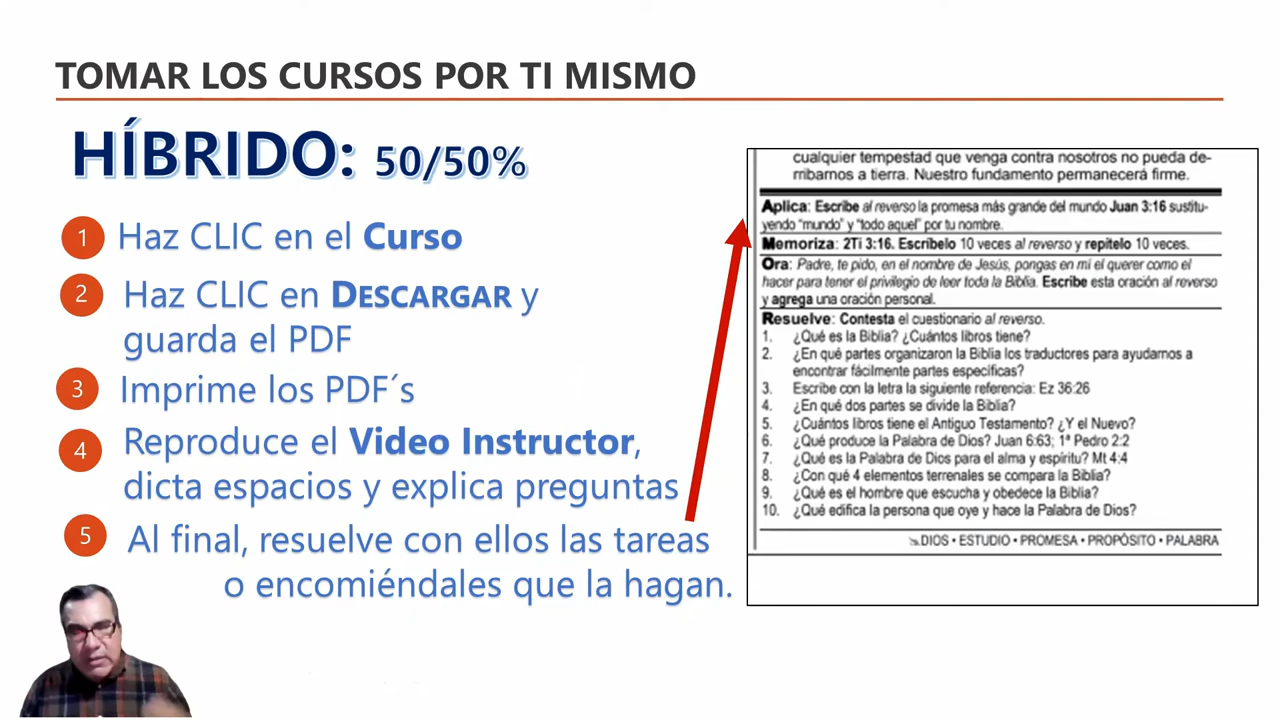 TOMAR LOS CURSOS POR TI MISMO
HÍBRIDO: 50/50%
1 Haz CLIC en el Curso
2 Haz CLIC en DESCARGAR y
guarda el PDF
3 Imprime los PDF´s
4 Reproduce el Video Instructor,
dicta espacios y explica preguntas
5 Al final, resuelve con ellos las tareas
o encomiéndales que la hagan.
cualquier tempestad que venga contra nosotros no pueda de-
rribarnos a tierra. Nuestro fundamento permanecerá firme.
Aplica: Escribe al reverso la promesa más grande del mundo Juan 3:16 sustitu-
yendo “mundo” y “todo aquel” por tu nombre.
Memoriza: 2Ti 3:16. Escríbelo 10 veces al reverso y repítelo 10 veces.
Ora: Padre, te pido, en el nombre de Jesús, pongas en mí el querer como el
hacer para tener el privilegio de leer toda la Biblia. Escribe esta oración al reverso
y agrega una oración personal.
Resuelve: Contesta el cuestionario al reverso.
1. ¿Qué es la Biblia? ¿Cuántos libros tiene?
2. ¿En qué partes organizaron la Biblia los traductores para ayudarnos a
encontrar fácilmente partes específicas?
3. Escribe con la letra la siguiente referencia: Ez 36:26
4. ¿En qué dos partes se divide la Biblia?
5. ¿Cuántos libros tiene el Antiguo Testamento? ¿Y el Nuevo?
6. ¿Qué produce la Palabra de Dios? Juan 6:63; 1ª Pedro 2:2
7. ¿Qué es la Palabra de Dios para el alma y espíritu? Mt 4:4
8. ¿Con qué 4 elementos terrenales se compara la Biblia?
9. ¿Qué es el hombre que escucha y obedece la Biblia?
10. ¿Qué edifica la persona que oye y hace la Palabra de Dios?
DIOS • ESTUDIO • PROMESA • PROPÓSITO • PALABRA